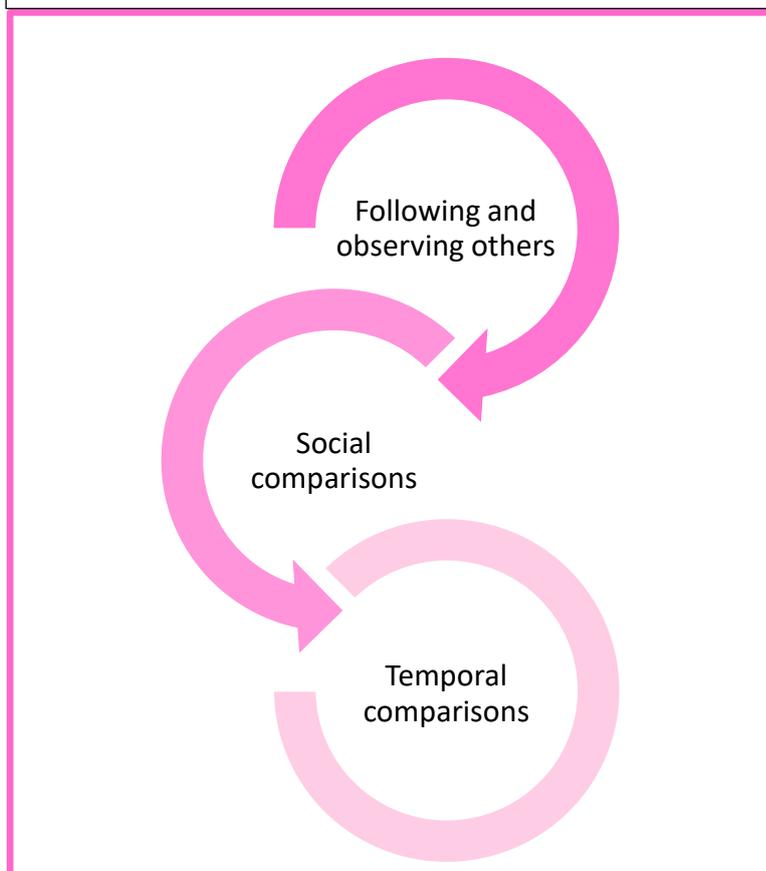 Following and
observing others
Social
comparisons
Temporal
comparisons